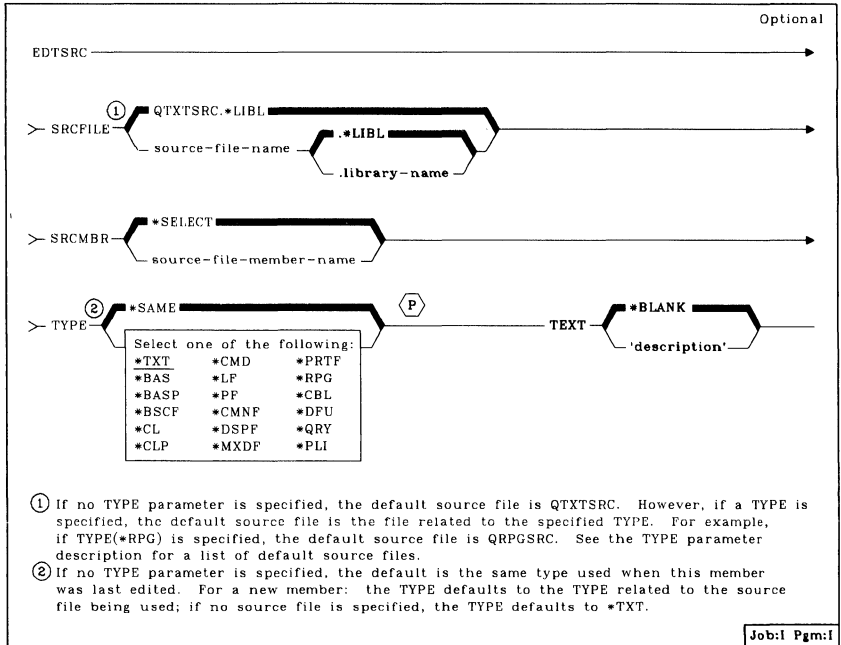 Optional
EDTSRC
① QTXTSRC.*LIBL
SRCFILE
.*LIBL
source-file-name
.library-name
*SELECT
SRCMBR
source-file-member-name
② *SAME
P
*BLANK
TYPE
TEXT
'description'
Select one of the following:
*TXT *CMD *PRTF
*BAS *LF *RPG
*BASP *PF *CBL
*BSCF *CMNF *DFU
*CL *DSPF *QRY
*CLP *MXDF *PLI
① If no TYPE parameter is specified, the default source file is QTXTSRC. However, if a TYPE is
specified, the default source file is the file related to the specified TYPE. For example,
if TYPE(*RPG) is specified, the default source file is QRPGSRC. See the TYPE parameter
description for a list of default source files.
② If no TYPE parameter is specified, the default is the same type used when this member
was last edited. For a new member: the TYPE defaults to the TYPE related to the source
file being used; if no source file is specified, the TYPE defaults to *TXT.
Job:I Pgm:I